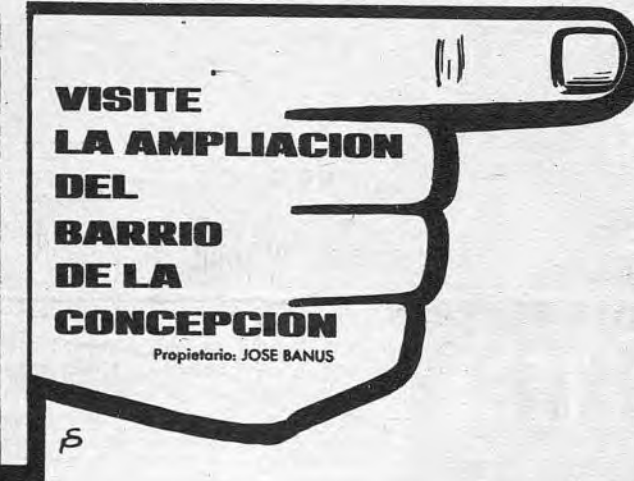 VISITE
LA AMPLIACION
DEL
BARRIO
DE LA
CONCEPCION
Propietario: JOSE BANUS